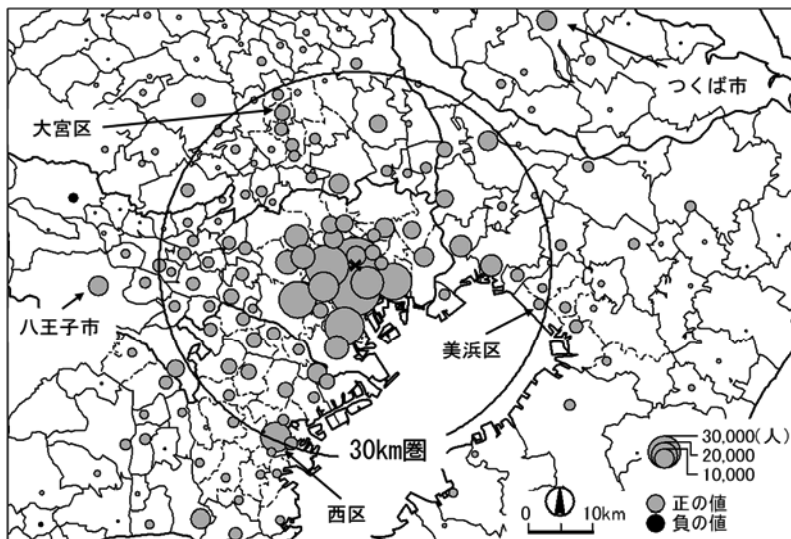 つくば市
大宮区
八王子市
美浜区
30km圏
西区
30,000(人)
20,000
10,000
正の値
負の値
0 10km